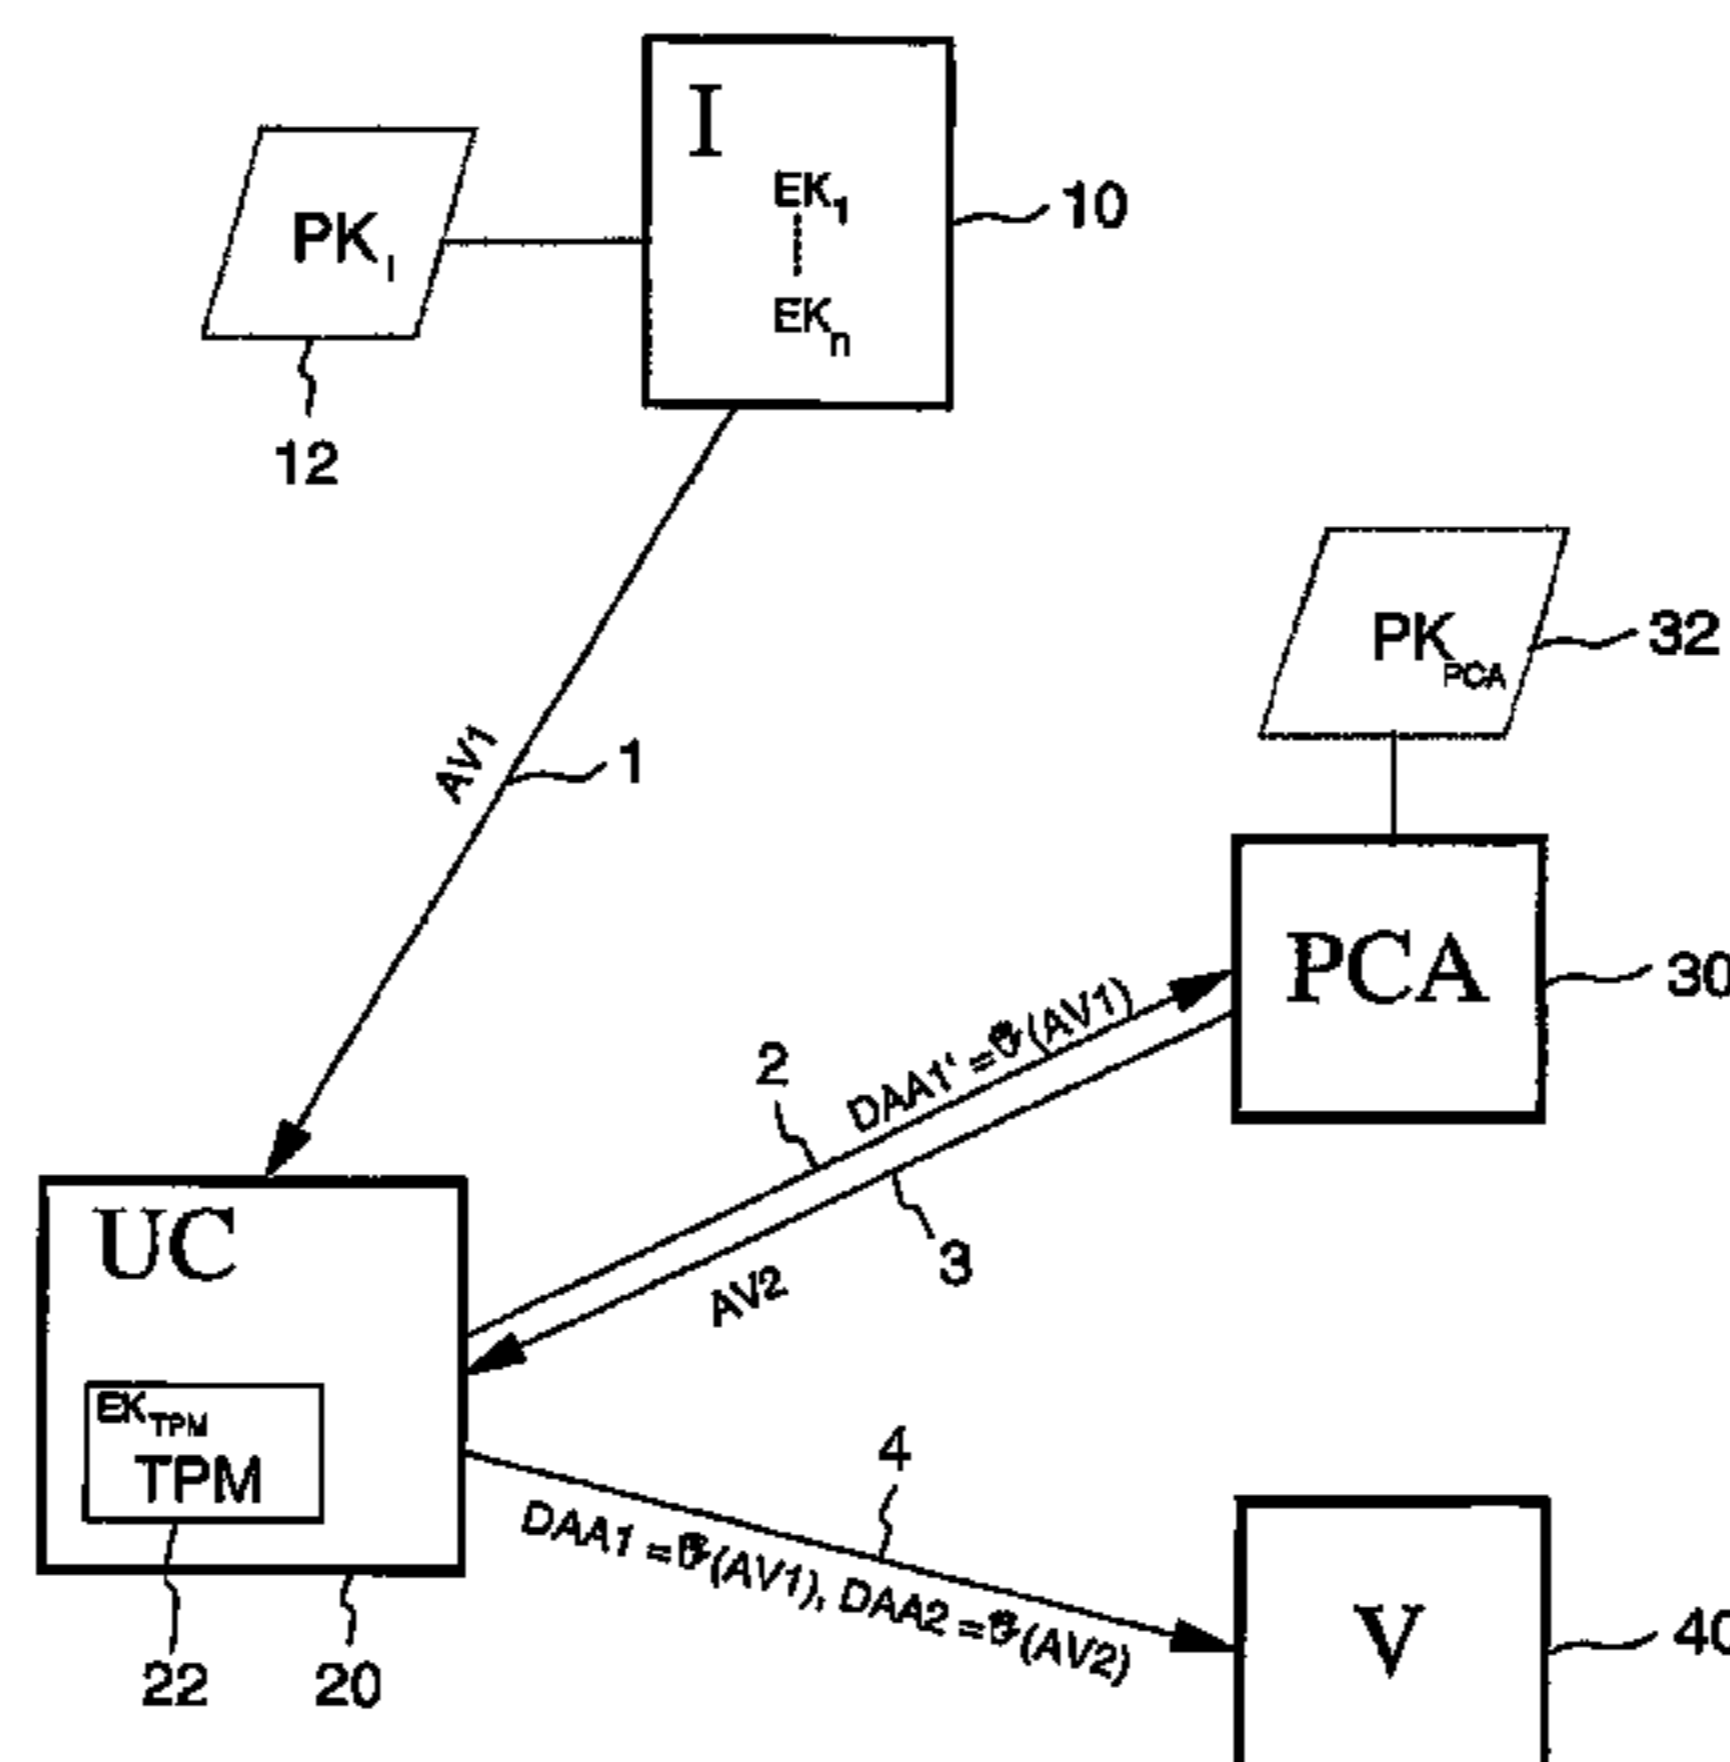 I
EK1
EKn
10
PKI
12
AV1
1
PKPCA
32
PCA
30
2
DAA1' = (AV1)
3
AV2
UC
EKTPM
TPM
22
20
4
DAA1 = (AV1), DAA2 = (AV2)
V
40